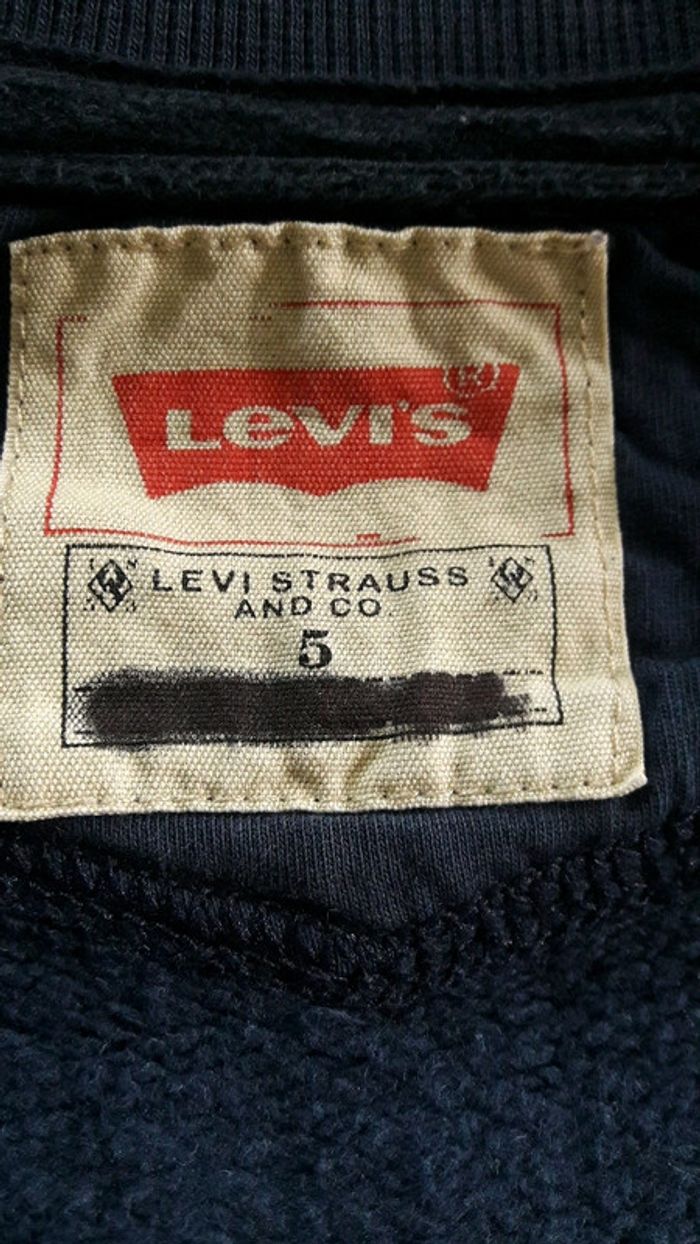 Levi's ®
LEVI STRAUSS
AND CO
5